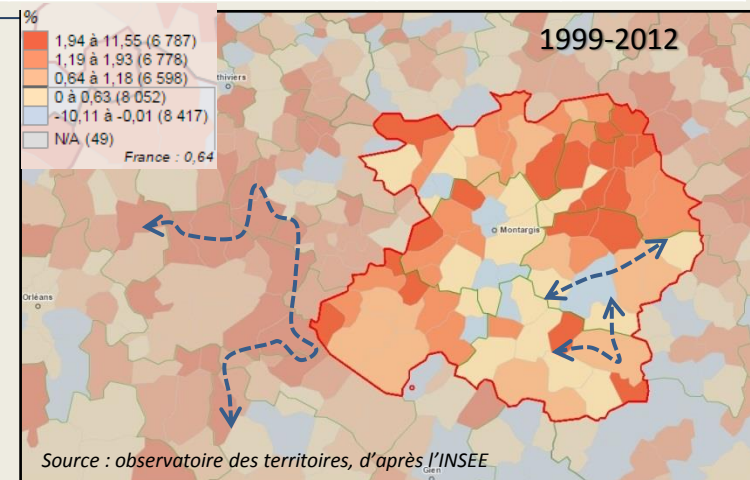 %
1999-2012
1,94 à 11,55 (6 787)
1,19 à 1,93 (6 778)
0,64 à 1,18 (6 598)
0 à 0,63 (8 052)
-10,11 à -0,01 (8 417)
N/A (49)
France : 0,64
thiviers
Montargis
Orléans
Source : observatoire des territoires, d'après l'INSEE
Gien